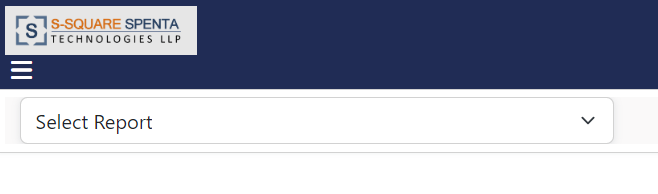 S
S-SQUARE SPENTA
TECHNOLOGIES LLP
Select Report